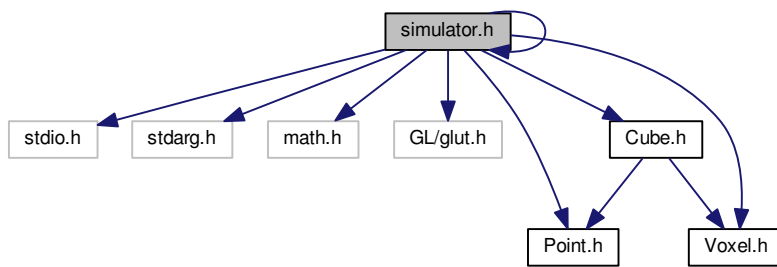 simulator.h
stdio.h
stdarg.h
math.h
GL/glut.h
Cube.h
Point.h
Voxel.h